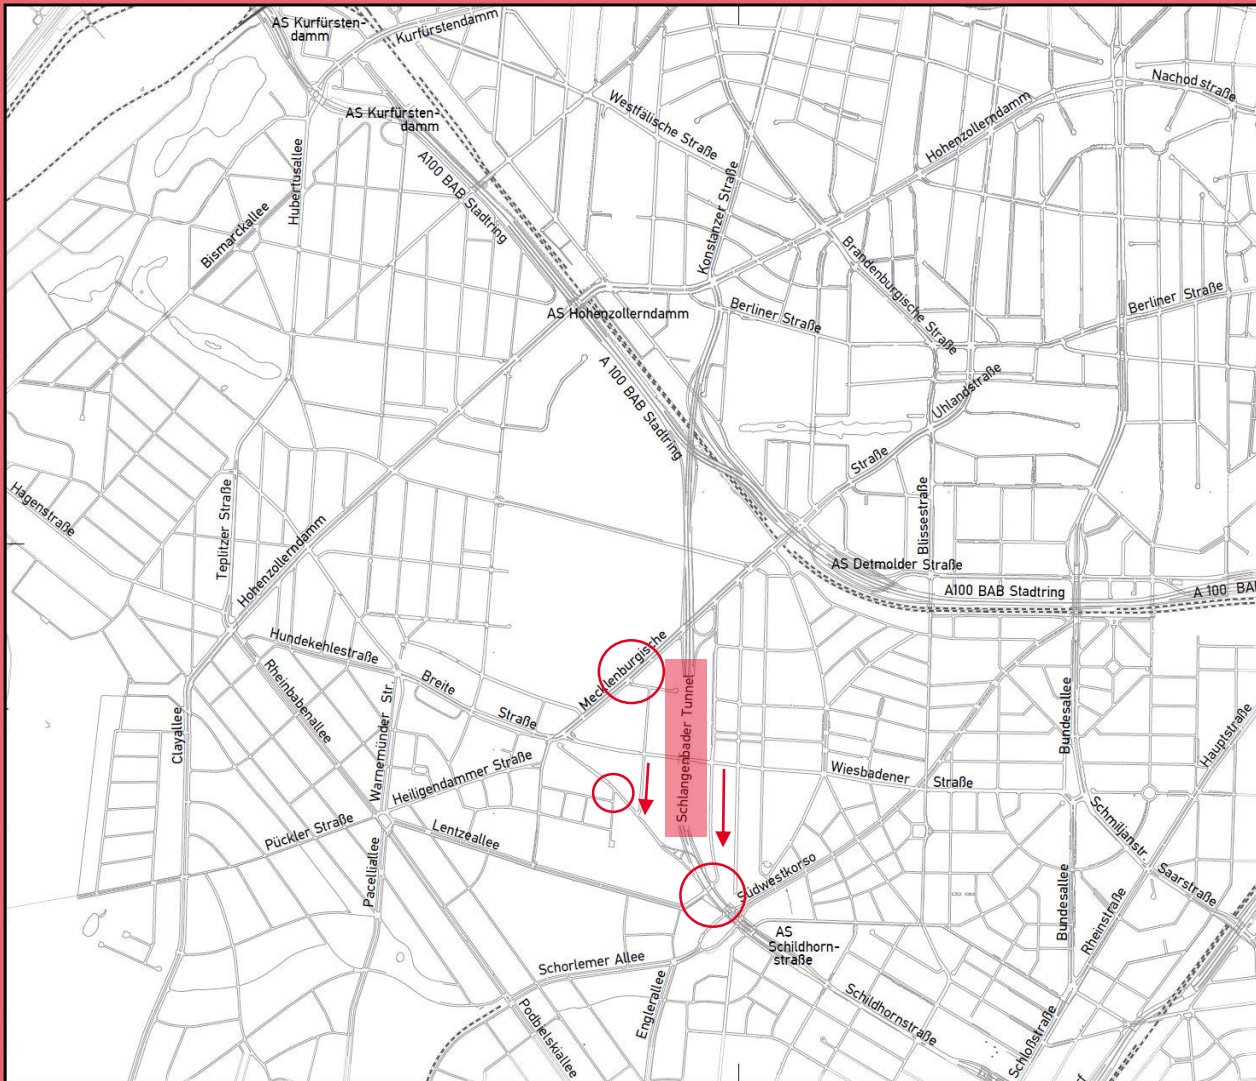 AS Kurfürsten-
damm
Kurfürstendamm
AS Kurfürsten-
damm
Westfälische Straße
Nachod straße
Hohenzollerndamm
A100 BAB Stadtring
Hubertusallee
Bismarckallee
Konstanzer Straße
Brandenburgische Straße
Berliner Straße
AS Hohenzollerndamm
Berliner Straße
A 100 BAB Stadtring
Uhlandstraße
Straße
Hagenstraße
Teplitzer Straße
Hohenzollerndamm
Blissestraße
AS Detmolder Straße
A100 BAB Stadtring
A 100 BAB
Hundekehlestraße
Rheinbabenallee
Breite
Straße
Mecklenburgische
Schlangenbader Tunnel
Clayallee
Warnemünder Str.
Heiligendammer Straße
Bundesallee
Hauptstraße
Wiesbadener
Straße
Pückler Straße
Lentzeallee
Pacelliallee
Schmiljanstr.
Südwestkorso
Saarstraße
Bundesallee
Rheinstraße
AS
Schildhorn-
straße
Schorlemer Allee
Englerallee
Schildhornstraße
Podbielskiallee
Schloßstraße